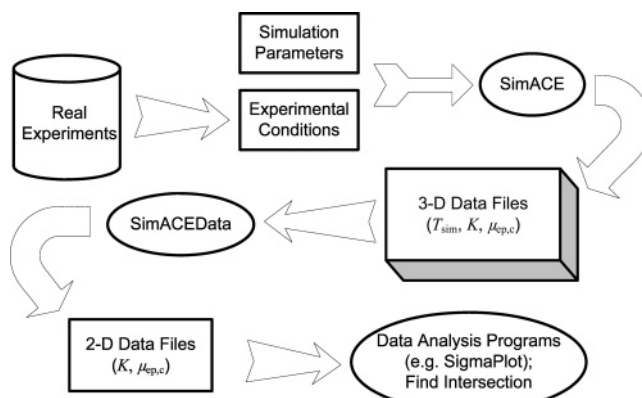 Simulation
Parameters
Real
Experiments
Experimental
Conditions
SimACE
3-D Data Files
(Tsim, K, μep,c)
SimACEData
2-D Data Files
(K, μep,c)
Data Analysis Programs
(e.g. SigmaPlot);
Find Intersection